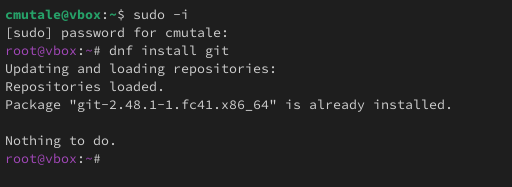 cmutale@vbox:~$ sudo -i
[sudo] password for cmutale:
root@vbox:~# dnf install git
Updating and loading repositories:
Repositories loaded.
Package "git-2.48.1-1.fc41.x86_64" is already installed.
Nothing to do.
root@vbox:~#